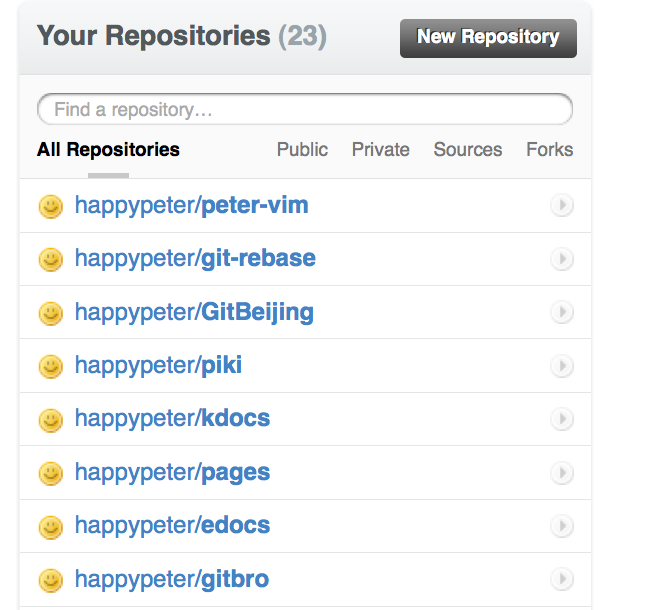 Your Repositories (23) New Repository
Find a repository…
All Repositories Public Private Sources Forks
happypeter/peter-vim
happypeter/git-rebase
happypeter/GitBeijing
happypeter/piki
happypeter/kdocs
happypeter/pages
happypeter/edocs
happypeter/gitbro